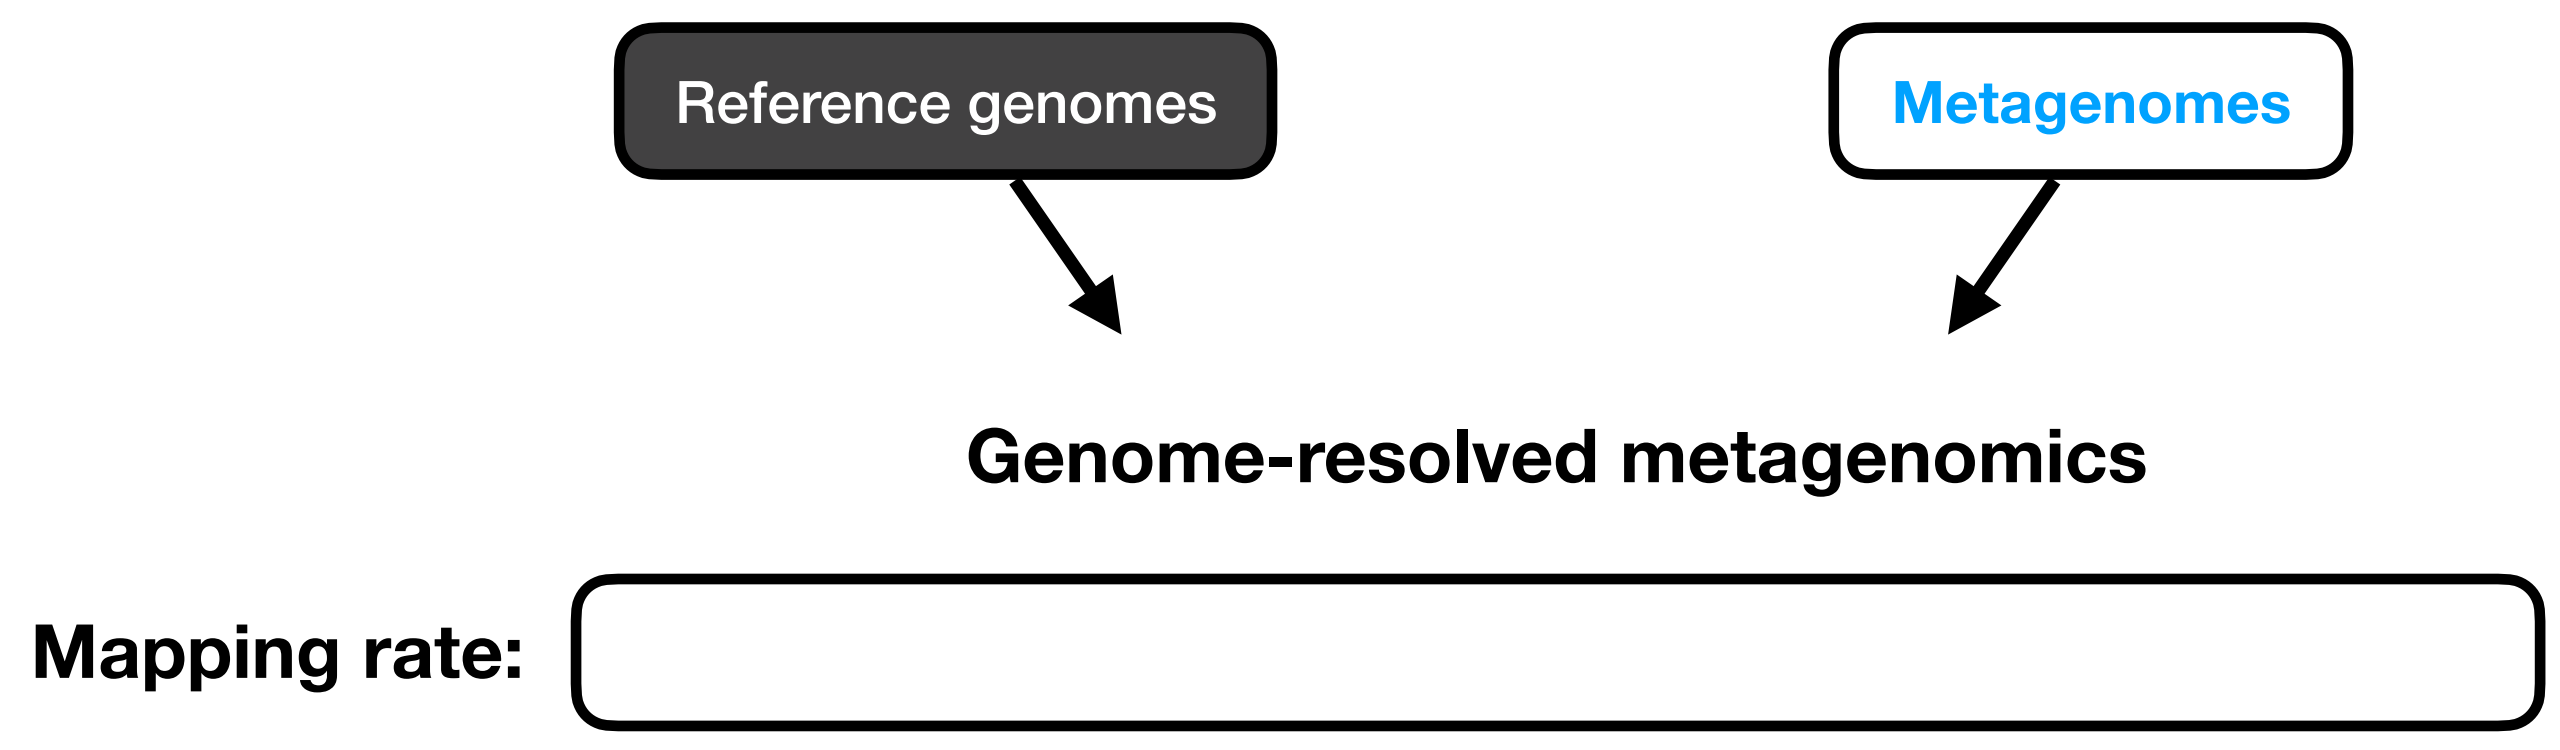 Reference genomes
Metagenomes
Genome-resolved metagenomics
Mapping rate: